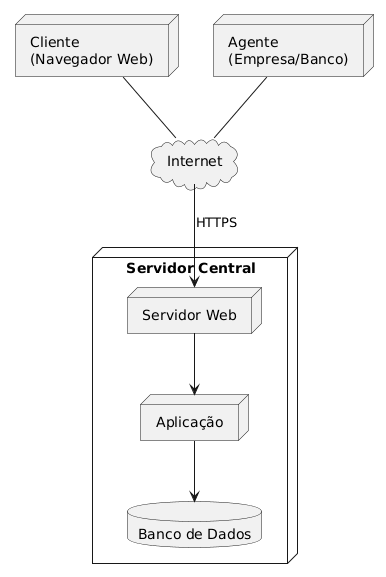 Cliente
(Navegador Web)
Agente
(Empresa/Banco)
Internet
HTTPS
Servidor Central
Servidor Web
Aplicação
Banco de Dados